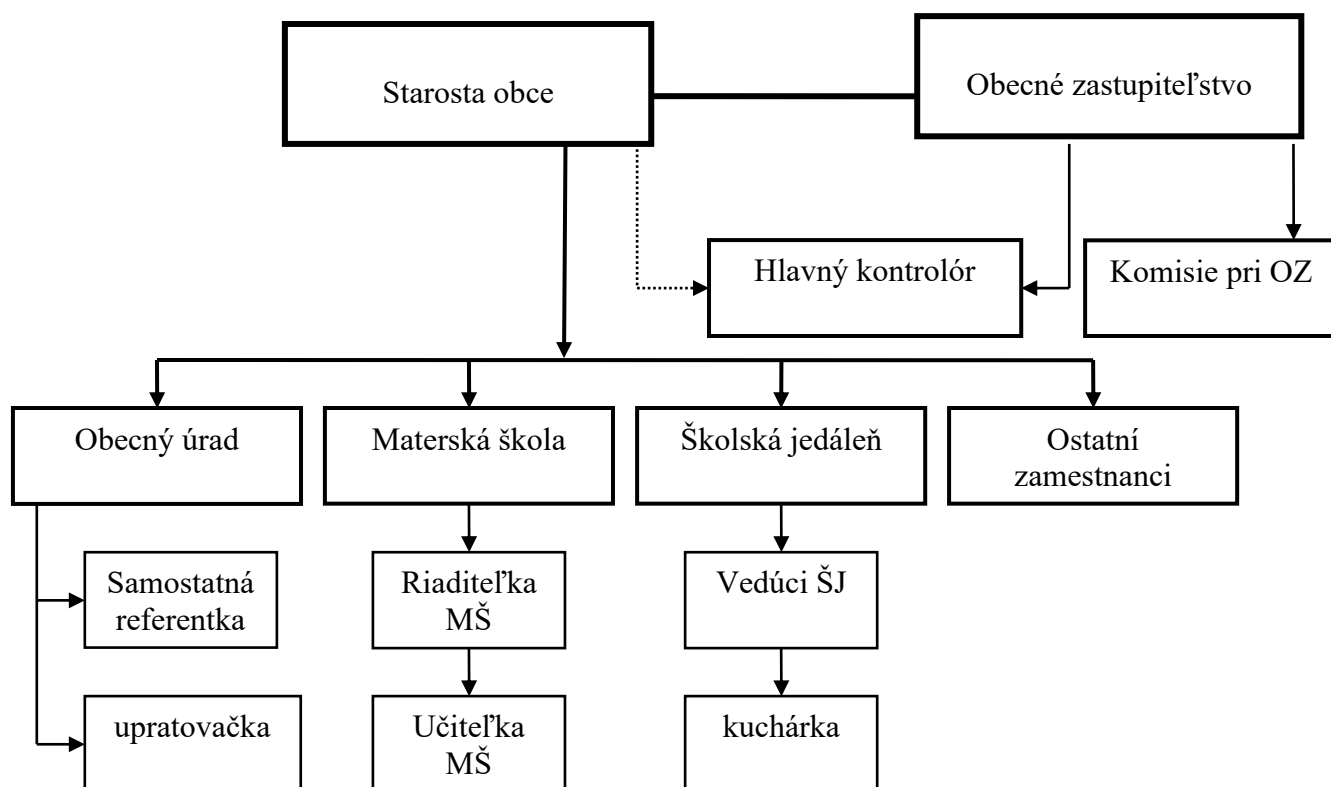 Starosta obce
Obecné zastupiteľstvo
Hlavný kontrolór
Komisie pri OZ
Obecný úrad
Materská škola
Školská jedáleň
Ostatní
zamestnanci
Samostatná
referentka
Riaditeľka
MŠ
Vedúci ŠJ
upratovačka
Učiteľka
MŠ
kuchárka